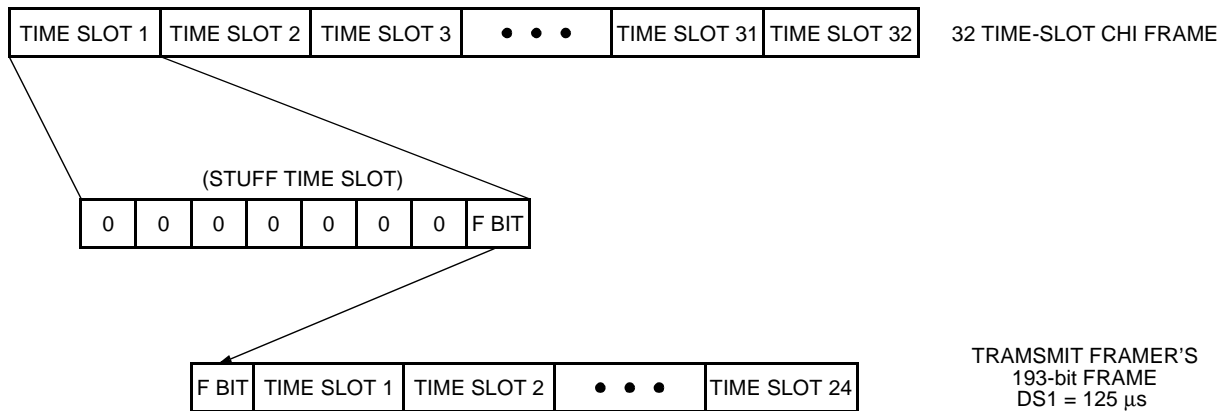 TIME SLOT 1 TIME SLOT 2 TIME SLOT 3 • • • TIME SLOT 31 TIME SLOT 32 32 TIME-SLOT CHI FRAME
(STUFF TIME SLOT)
0 0 0 0 0 0 0 F BIT
F BIT TIME SLOT 1 TIME SLOT 2 • • • TIME SLOT 24
TRAMSMIT FRAMER'S
193-bit FRAME
DS1 = 125 μs